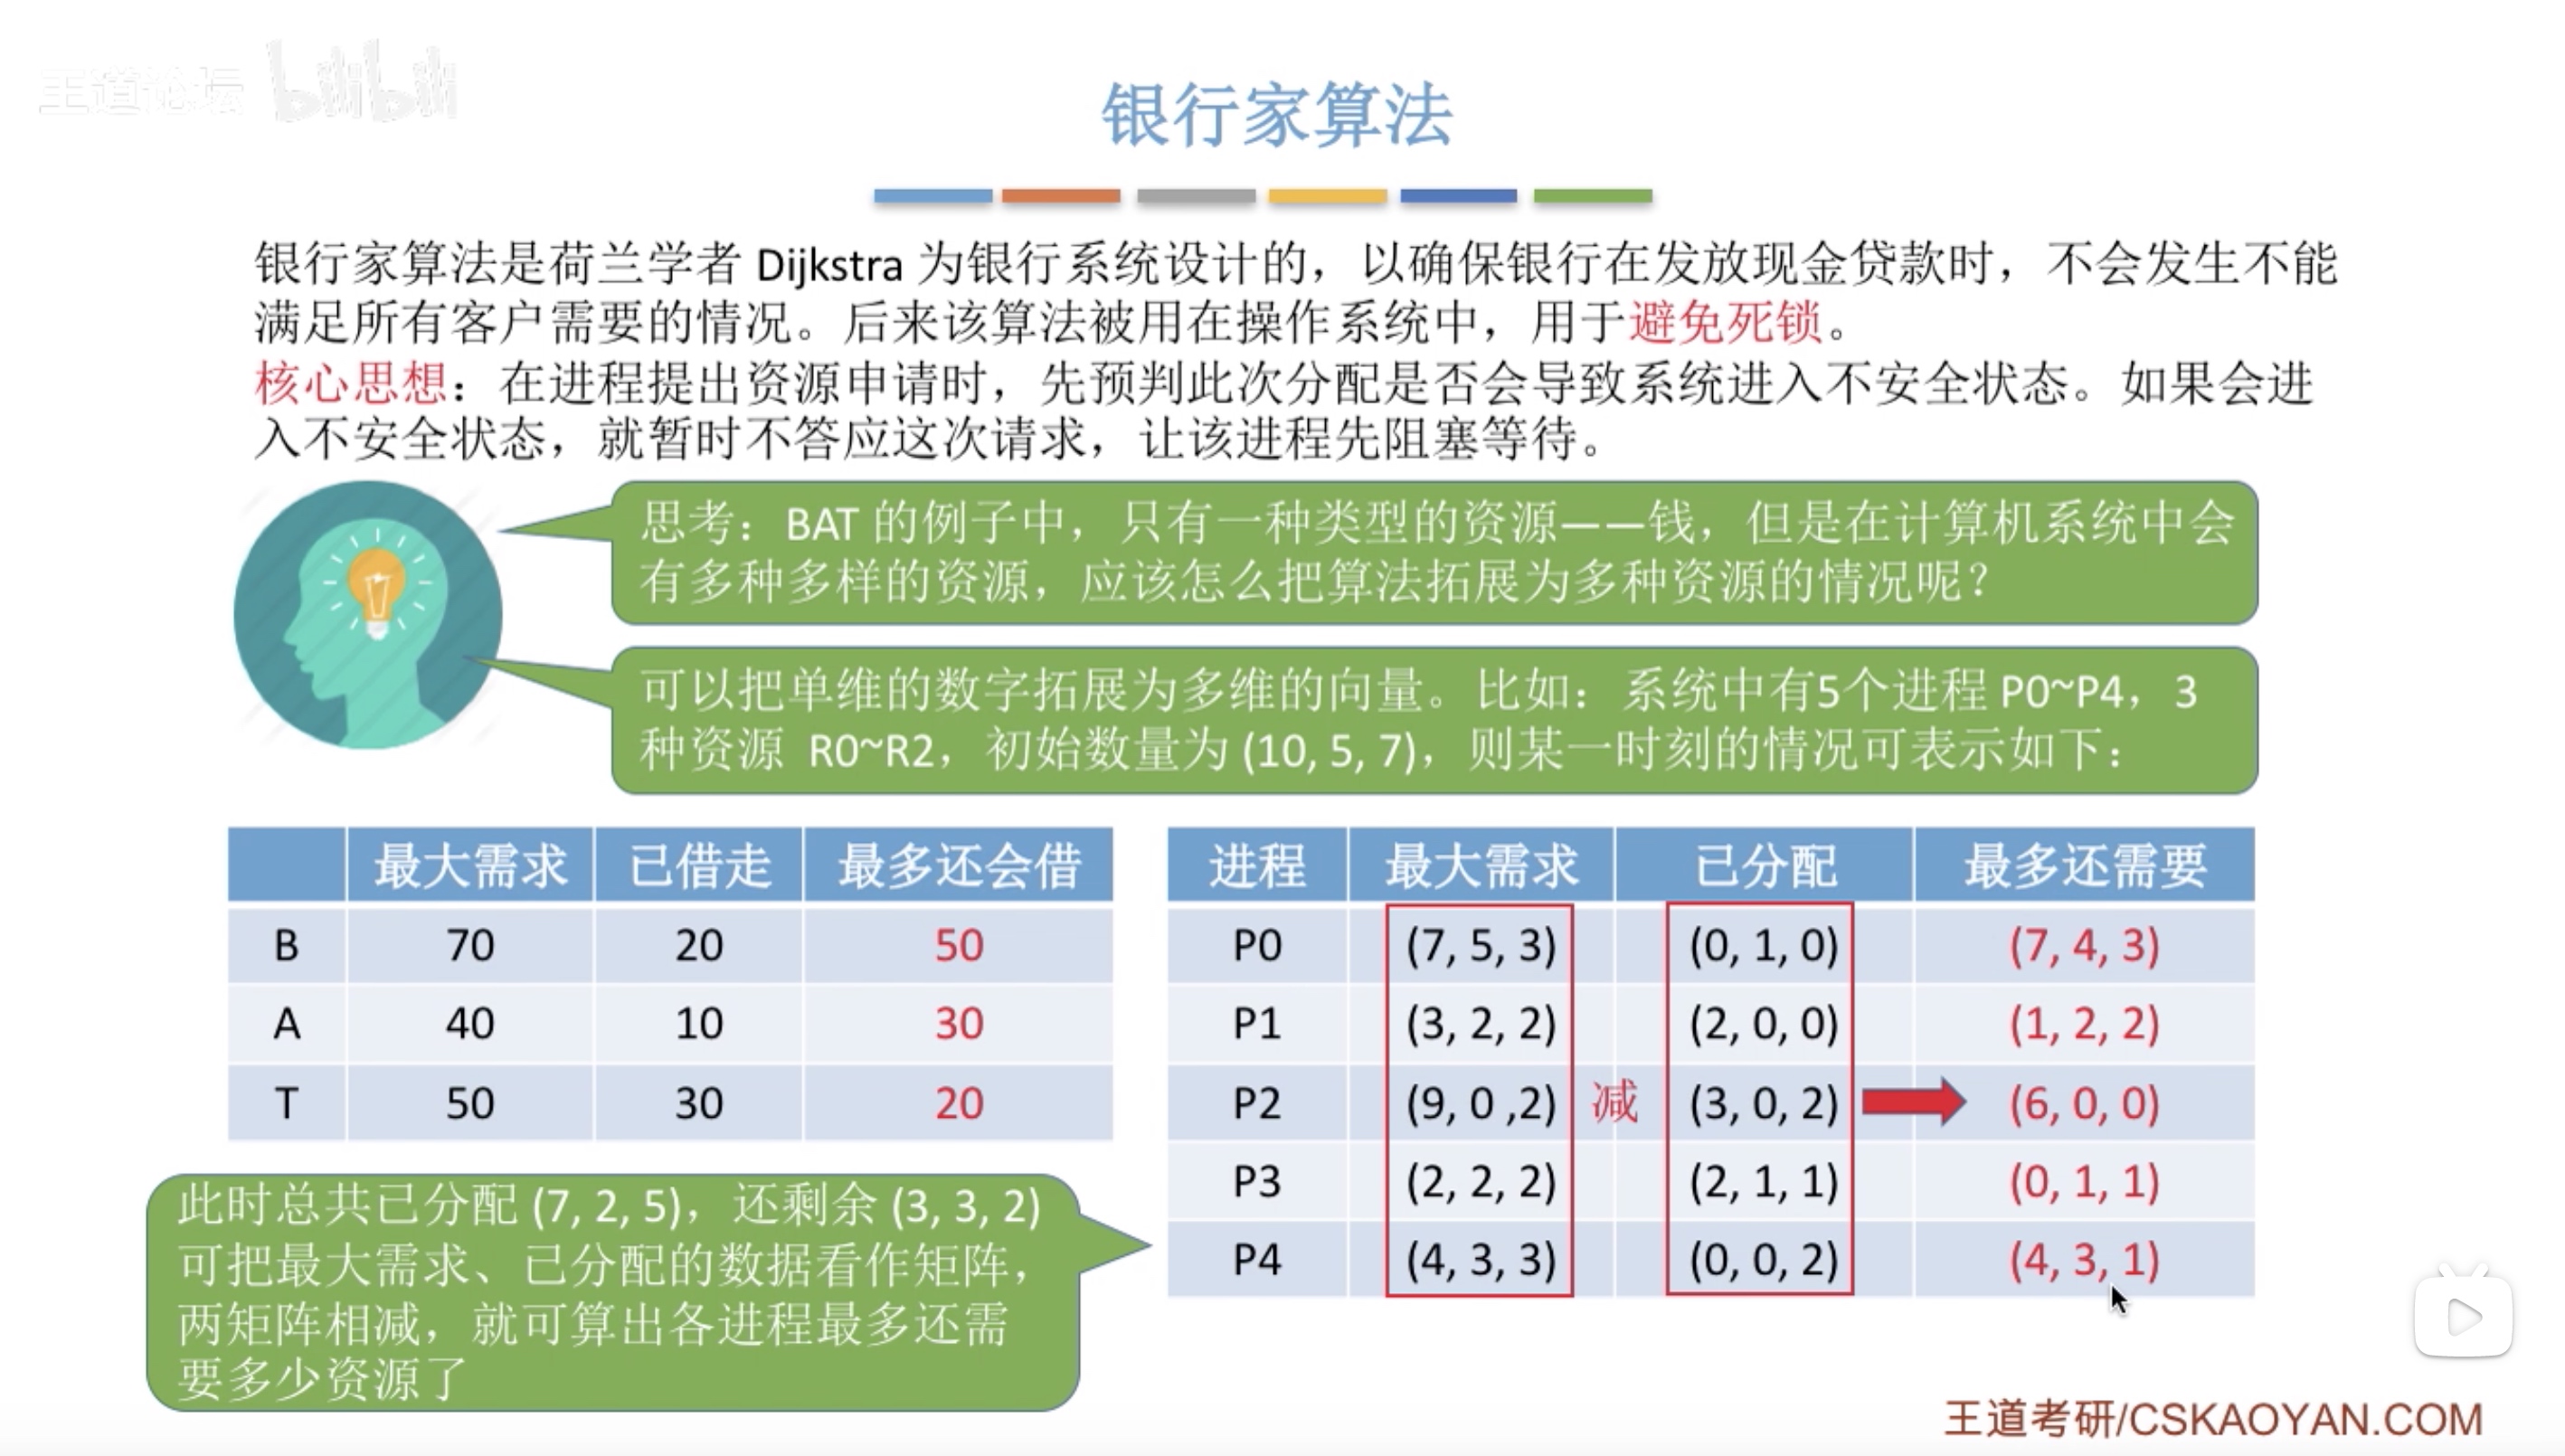 王道论坛 bilibili
银行家算法
银行家算法是荷兰学者 Dijkstra 为银行系统设计的，以确保银行在发放现金贷款时，不会发生不能
满足所有客户需要的情况。后来该算法被用在操作系统中，用于避免死锁。
核心思想：在进程提出资源申请时，先预判此次分配是否会导致系统进入不安全状态。如果会进
入不安全状态，就暂时不答应这次请求，让该进程先阻塞等待。
思考：BAT 的例子中，只有一种类型的资源——钱，但是在计算机系统中会
有多种多样的资源，应该怎么把算法拓展为多种资源的情况呢？
可以把单维的数字拓展为多维的向量。比如：系统中有5个进程 P0~P4，3
种资源 R0~R2，初始数量为 (10, 5, 7)，则某一时刻的情况可表示如下：
最大需求 已借走 最多还会借
B 70 20 50
A 40 10 30
T 50 30 20
进程 最大需求 已分配 最多还需要
P0 (7, 5, 3) (0, 1, 0) (7, 4, 3)
P1 (3, 2, 2) (2, 0, 0) (1, 2, 2)
P2 (9, 0 ,2) 减 (3, 0, 2) (6, 0, 0)
P3 (2, 2, 2) (2, 1, 1) (0, 1, 1)
P4 (4, 3, 3) (0, 0, 2) (4, 3, 1)
此时总共已分配 (7, 2, 5)，还剩余 (3, 3, 2)
可把最大需求、已分配的数据看作矩阵，
两矩阵相减，就可算出各进程最多还需
要多少资源了
王道考研/CSKAOYAN.COM